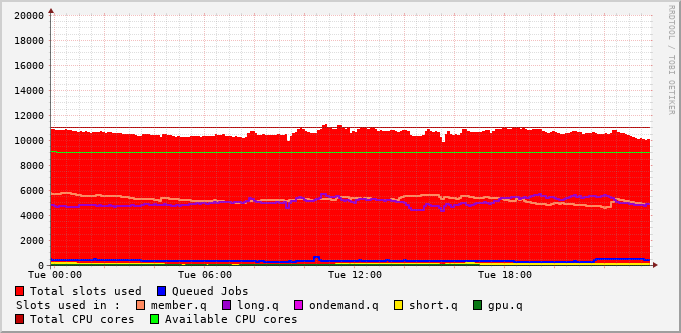 20000
18000
16000
14000
12000
10000
8000
6000
4000
2000
0
Tue 00:00 Tue 06:00 Tue 12:00 Tue 18:00
RRDTOOL / TOBI OETIKER
Total slots used Queued Jobs
Slots used in : member.q long.q ondemand.q short.q gpu.q
Total CPU cores Available CPU cores